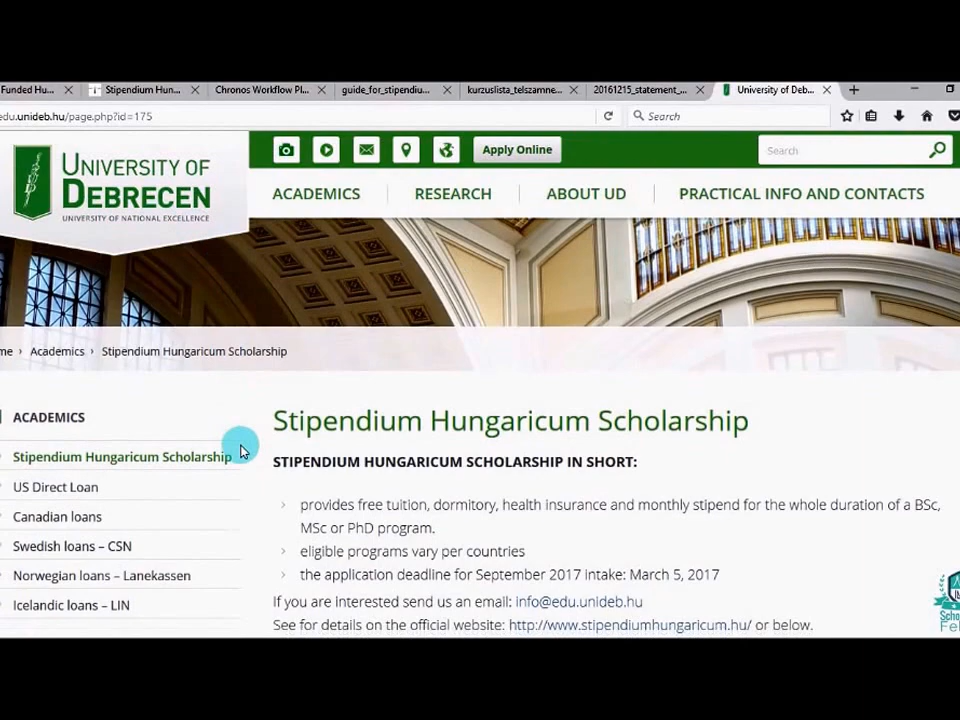 Funded Hu...
Stipendium Hun...
Chronos Workflow Pl...
guide_for_stipendiu...
kurzuslista_telszamne...
20161215_statement_...
University of Deb...
edu.unideb.hu/page.php?id=175
Search
UNIVERSITY OF
DEBRECEN
UNIVERSITY OF NATIONAL EXCELLENCE
Apply Online
Search
ACADEMICS
RESEARCH
ABOUT UD
PRACTICAL INFO AND CONTACTS
me › Academics › Stipendium Hungaricum Scholarship
ACADEMICS
Stipendium Hungaricum Scholarship
US Direct Loan
Canadian loans
Swedish loans – CSN
Norwegian loans – Lanekassen
Icelandic loans – LIN
Stipendium Hungaricum Scholarship
STIPENDIUM HUNGARICUM SCHOLARSHIP IN SHORT:
provides free tuition, dormitory, health insurance and monthly stipend for the whole duration of a BSc,
MSc or PhD program.
eligible programs vary per countries
the application deadline for September 2017 intake: March 5, 2017
If you are interested send us an email: info@edu.unideb.hu
See for details on the official website: http://www.stipendiumhungaricum.hu/ or below.